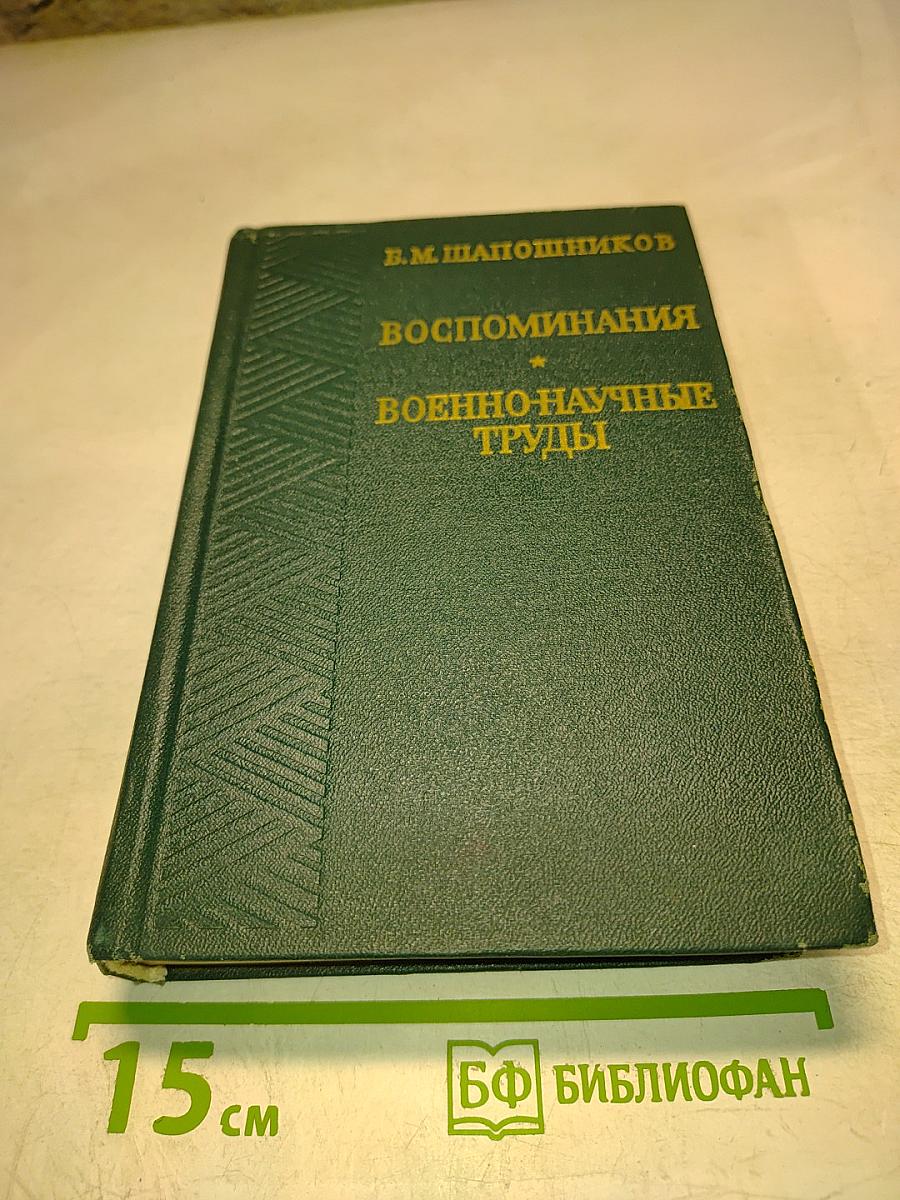 Б.М. ШАПОШНИКОВ
ВОСПОМИНАНИЯ
*
ВОЕННО-НАУЧНЫЕ
ТРУДЫ
15 см
БФ БИБЛИОФАН